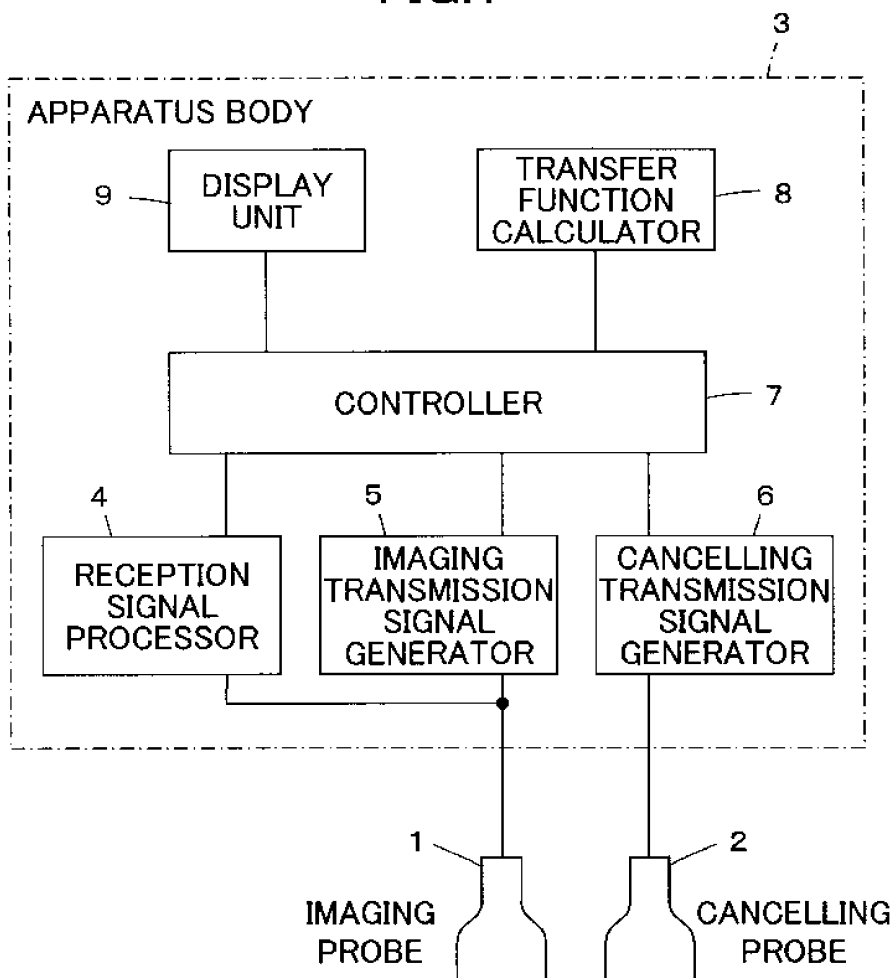 3
APPARATUS BODY
9
DISPLAY
UNIT
TRANSFER
FUNCTION
CALCULATOR
8
CONTROLLER
7
4
5
6
RECEPTION
SIGNAL
PROCESSOR
IMAGING
TRANSMISSION
SIGNAL
GENERATOR
CANCELLING
TRANSMISSION
SIGNAL
GENERATOR
1
2
IMAGING
PROBE
CANCELLING
PROBE